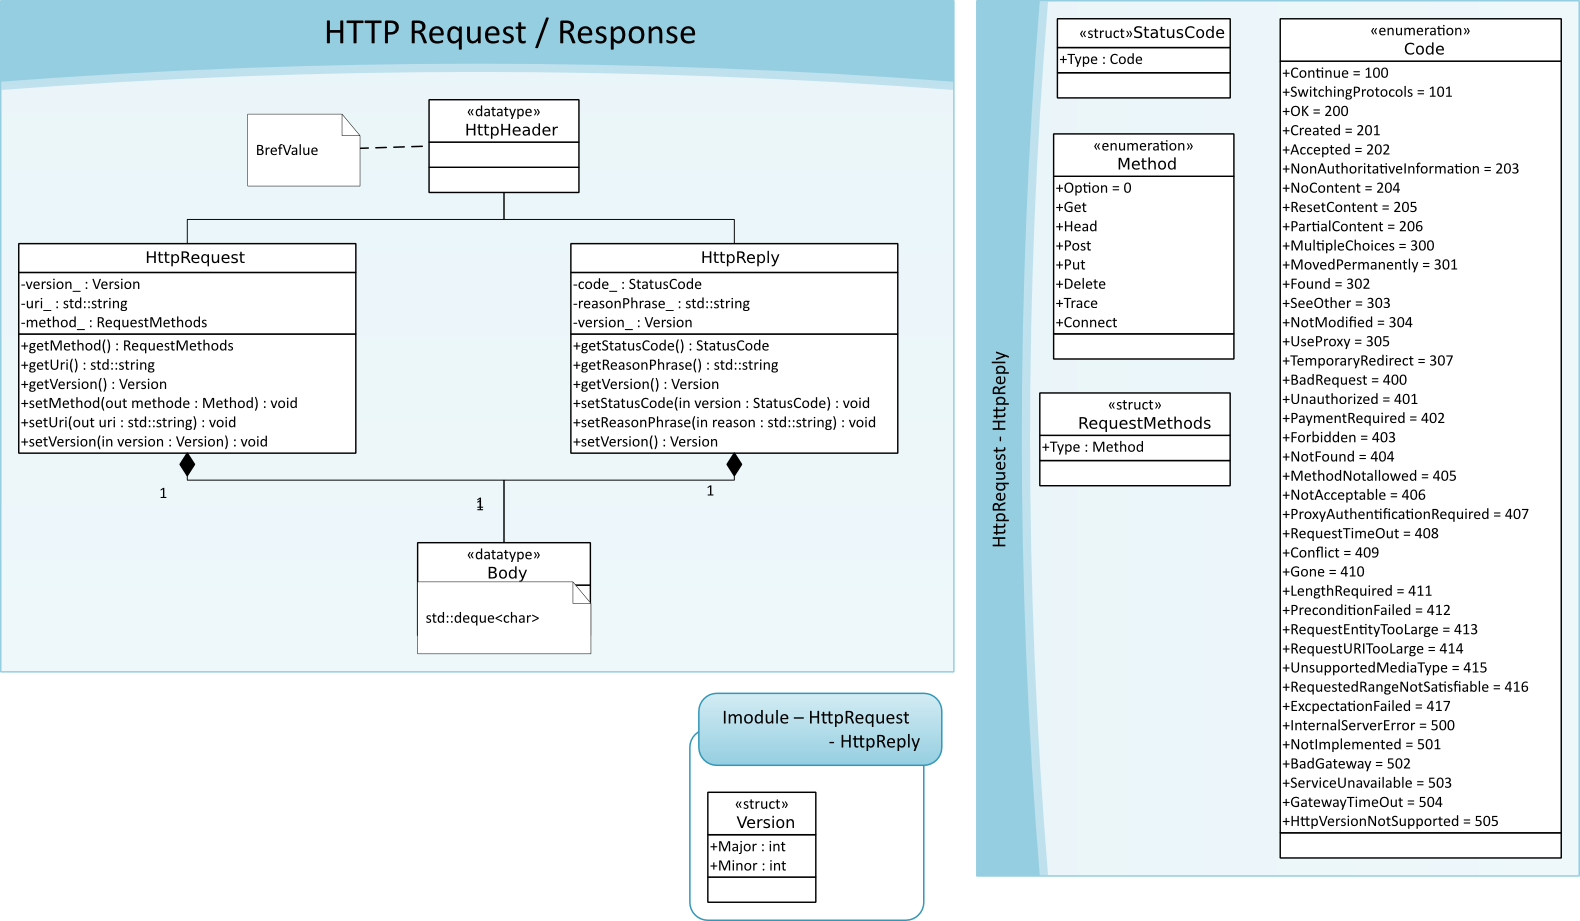 HTTP Request / Response
«datatype»
HttpHeader
BrefValue
HttpRequest
-version_ : Version
-uri_ : std::string
-method_ : RequestMethods
+getMethod() : RequestMethods
+getUri() : std::string
+getVersion() : Version
+setMethod(out methode : Method) : void
+setUri(out uri : std::string) : void
+setVersion(in version : Version) : void
HttpReply
-code_ : StatusCode
-reasonPhrase_ : std::string
-version_ : Version
+getStatusCode() : StatusCode
+getReasonPhrase() : std::string
+getVersion() : Version
+setStatusCode(in version : StatusCode) : void
+setReasonPhrase(in reason : std::string) : void
+setVersion() : Version
1
1
1
1
«datatype»
Body
std::deque<char>
Imodule – HttpRequest
- HttpReply
«struct»
Version
+Major : int
+Minor : int
HttpRequest - HttpReply
«struct»StatusCode
+Type : Code
«enumeration»
Method
+Option = 0
+Get
+Head
+Post
+Put
+Delete
+Trace
+Connect
«struct»
RequestMethods
+Type : Method
«enumeration»
Code
+Continue = 100
+SwitchingProtocols = 101
+OK = 200
+Created = 201
+Accepted = 202
+NonAuthoritativeInformation = 203
+NoContent = 204
+ResetContent = 205
+PartialContent = 206
+MultipleChoices = 300
+MovedPermanently = 301
+Found = 302
+SeeOther = 303
+NotModified = 304
+UseProxy = 305
+TemporaryRedirect = 307
+BadRequest = 400
+Unauthorized = 401
+PaymentRequired = 402
+Forbidden = 403
+NotFound = 404
+MethodNotallowed = 405
+NotAcceptable = 406
+ProxyAuthentificationRequired = 407
+RequestTimeOut = 408
+Conflict = 409
+Gone = 410
+LengthRequired = 411
+PreconditionFailed = 412
+RequestEntityTooLarge = 413
+RequestURITooLarge = 414
+UnsupportedMediaType = 415
+RequestedRangeNotSatisfiable = 416
+ExcpectationFailed = 417
+InternalServerError = 500
+NotImplemented = 501
+BadGateway = 502
+ServiceUnavailable = 503
+GatewayTimeOut = 504
+HttpVersionNotSupported = 505